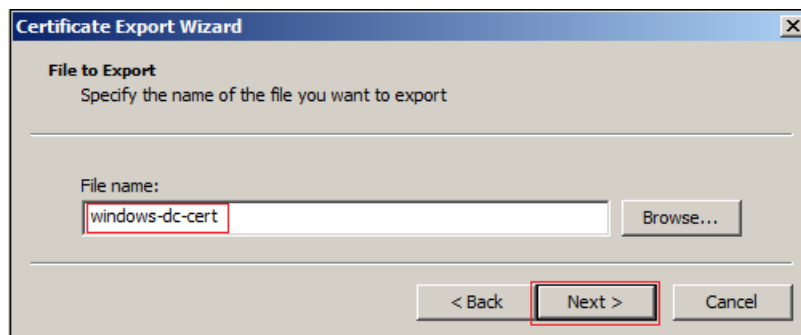 Certificate Export Wizard
File to Export
Specify the name of the file you want to export
File name:
windows-dc-cert
Browse...
< Back
Next >
Cancel